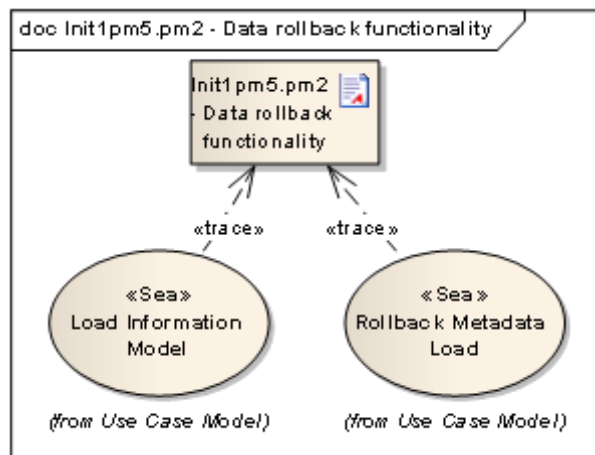 doc Init1pm5.pm2 - Data rollback functionality
Init1pm5.pm2
- Data rollback
functionality
«trace» «trace»
«Sea»
Load Information
Model
«Sea»
Rollback Metadata
Load
(from Use Case Model) (from Use Case Model)